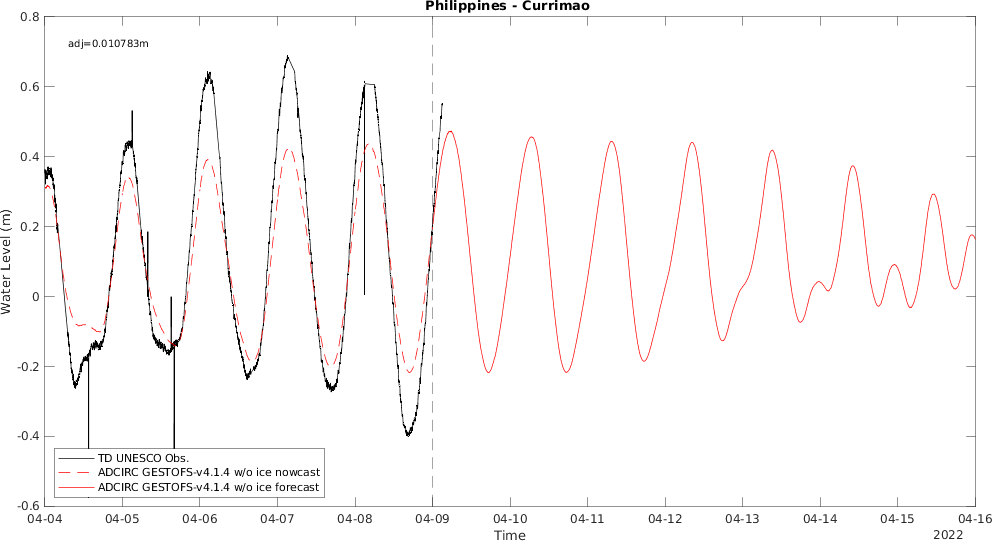 Philippines - Currimao
adj=0.010783m
Water Level (m)
0.8
0.6
0.4
0.2
0
-0.2
-0.4
-0.6
TD UNESCO Obs.
ADCIRC GESTOFS-v4.1.4 w/o ice nowcast
ADCIRC GESTOFS-v4.1.4 w/o ice forecast
04-04 04-05 04-06 04-07 04-08 04-09 04-10 04-11 04-12 04-13 04-14 04-15 04-16
Time
2022